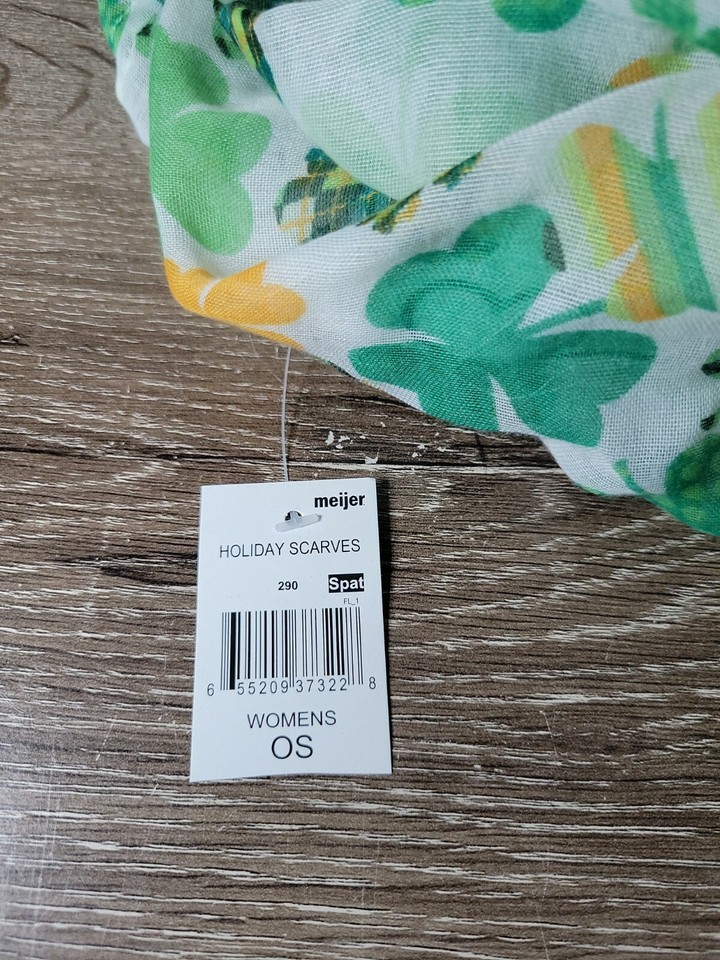 meijer
HOLIDAY SCARVES
290 Spat
FL_1
6 55209 37322 8
WOMENS
OS